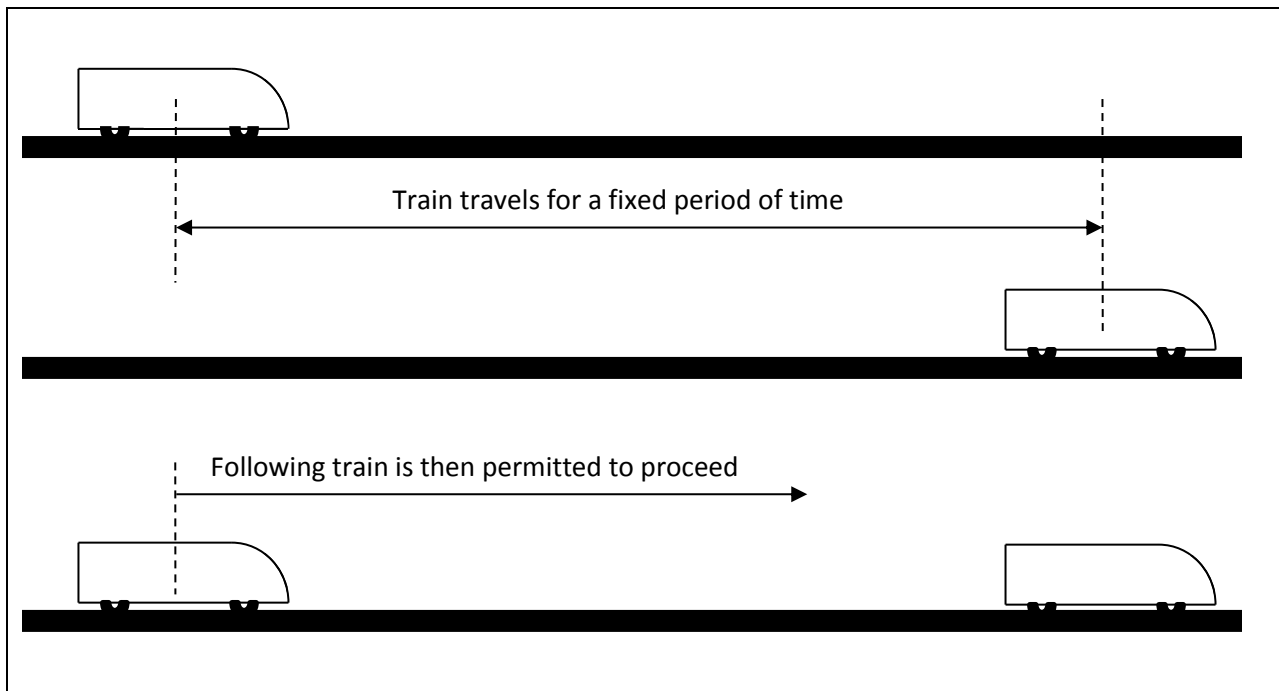 Train travels for a fixed period of time
Following train is then permitted to proceed